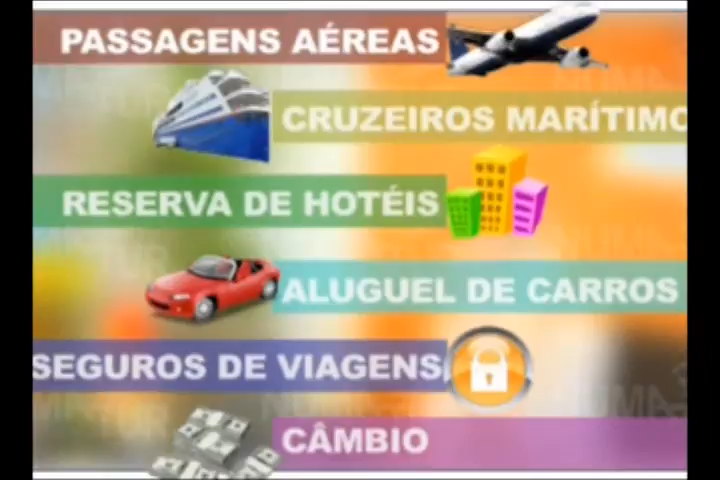 PASSAGENS AÉREAS
CRUZEIROS MARÍTIMO
RESERVA DE HOTÉIS
ALUGUEL DE CARROS
SEGUROS DE VIAGENS
CÂMBIO